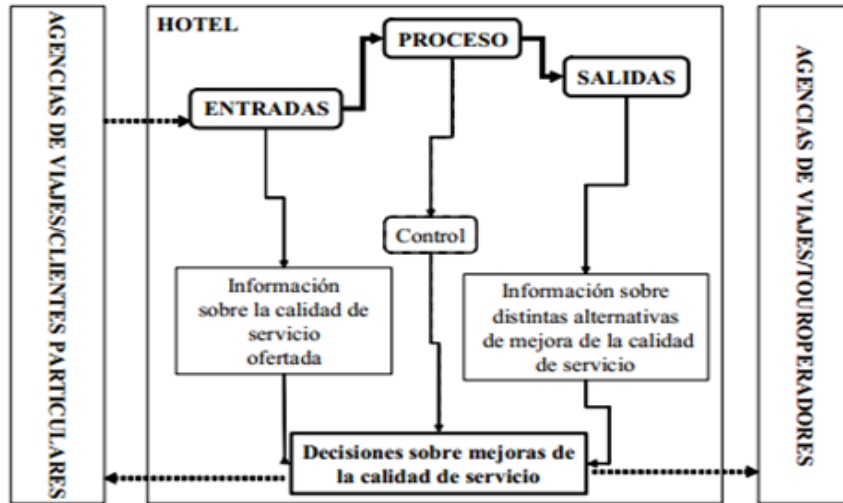 AGENCIAS DE VIAJES/CLIENTES PARTICULARES
HOTEL
PROCESO
ENTRADAS
SALIDAS
Control
Información
sobre la calidad de
servicio
ofertada
Información sobre
distintas alternativas
de mejora de la calidad
de servicio
Decisiones sobre mejoras de
la calidad de servicio
AGENCIAS DE VIAJES/TOUROPERADORES